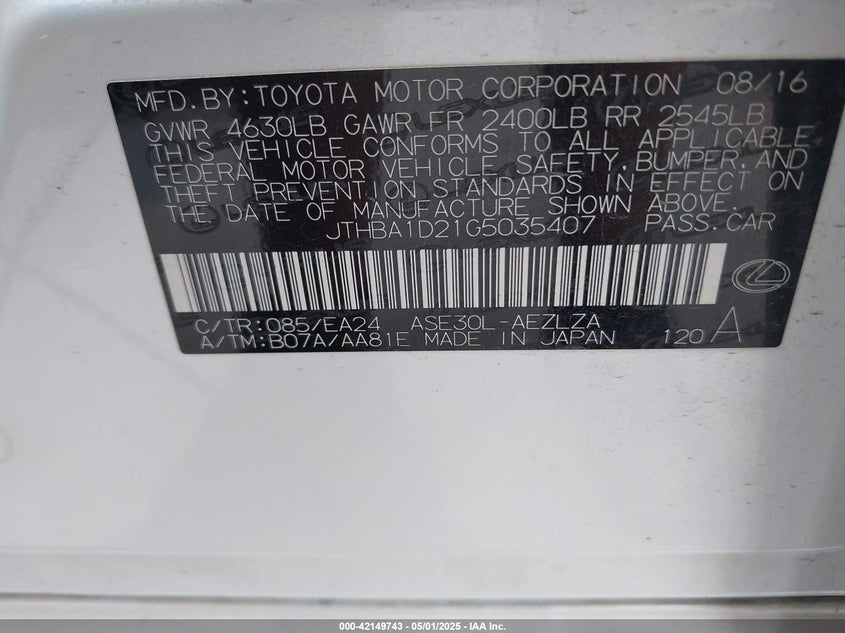 MFD.BY:TOYOTA MOTOR CORPORATION 08/16
GVWR 4630LB GAWR FR 2400LB RR 2545LB
THIS VEHICLE CONFORMS TO ALL APPLICABLE
FEDERAL MOTOR VEHICLE SAFETY,BUMPER,AND
THEFT PREVENTION STANDARDS IN EFFECT ON
THE DATE OF MANUFACTURE SHOWN ABOVE.
JTHBA1D21G5035407 PASS.CAR
C/TR:085/EA24 ASE30L-AEZLZA
A/TM:B07A/AA81E MADE IN JAPAN 120 A
000-42149743 - 05/01/2025 - IAA Inc.